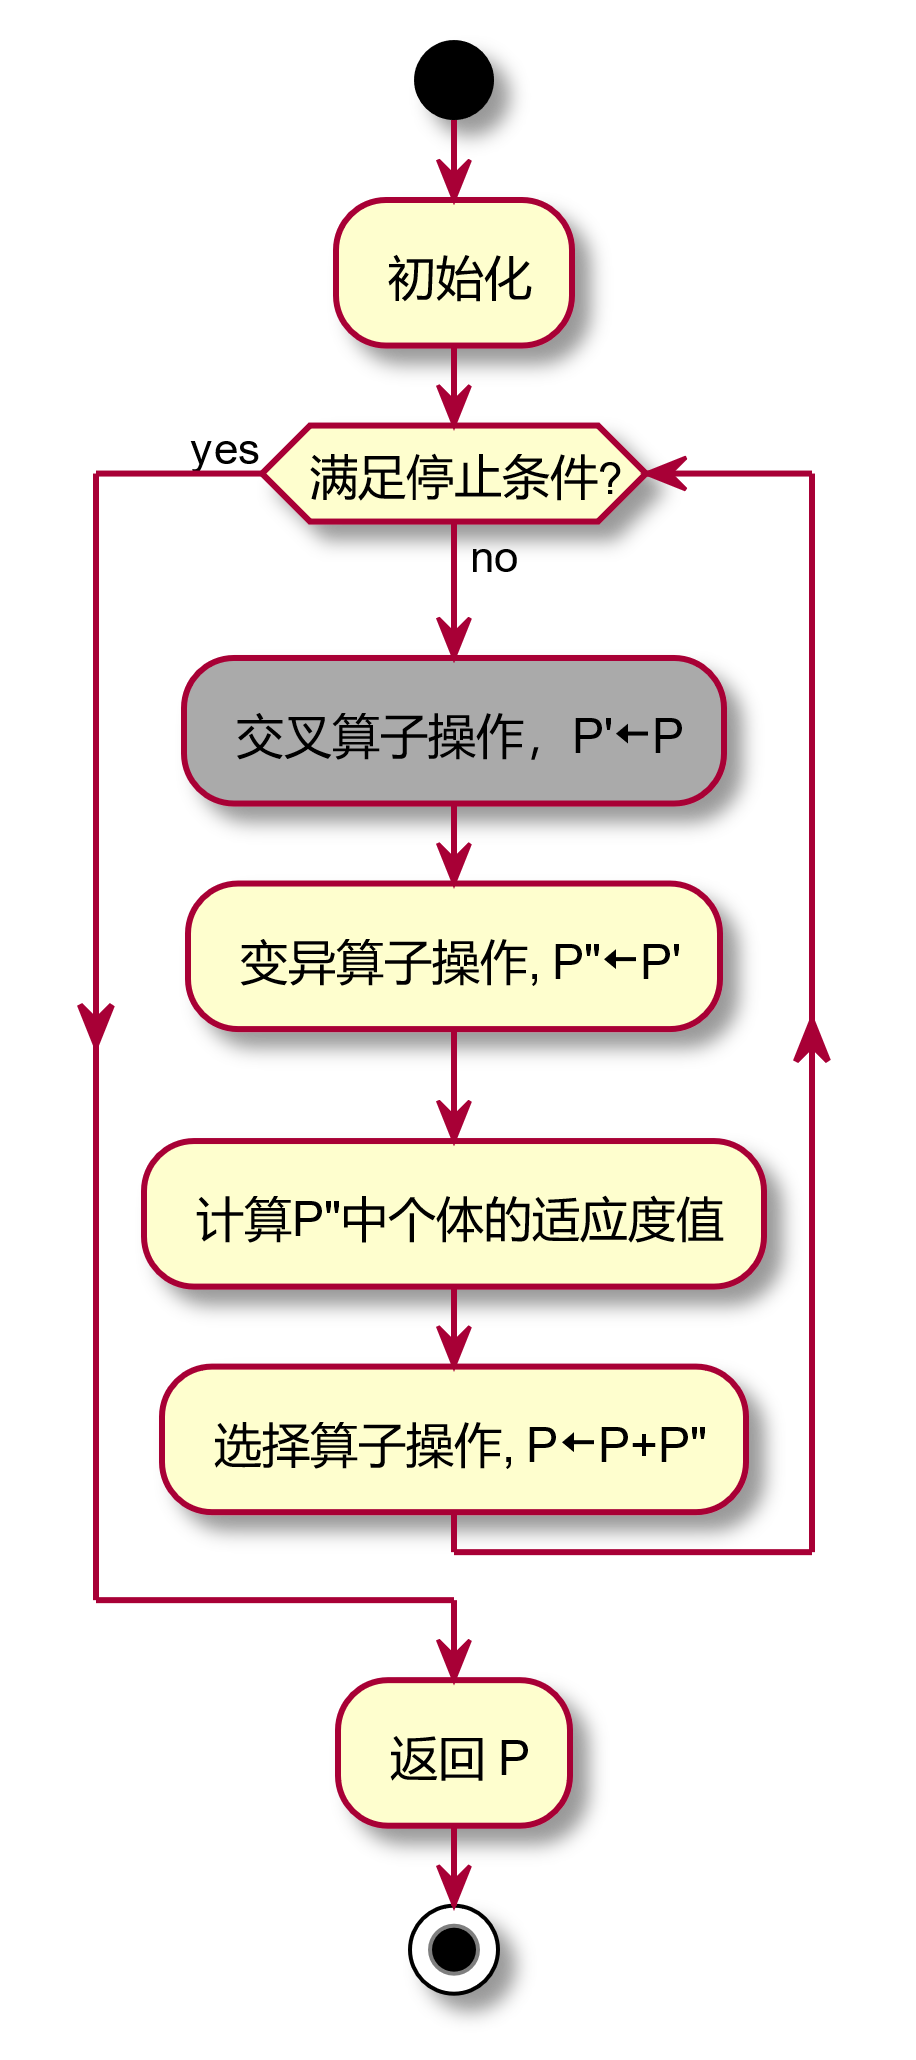 初始化
yes
满足停止条件?
no
交叉算子操作，P'←P
变异算子操作, P"←P'
计算P"中个体的适应度值
选择算子操作, P←P+P"
返回 P